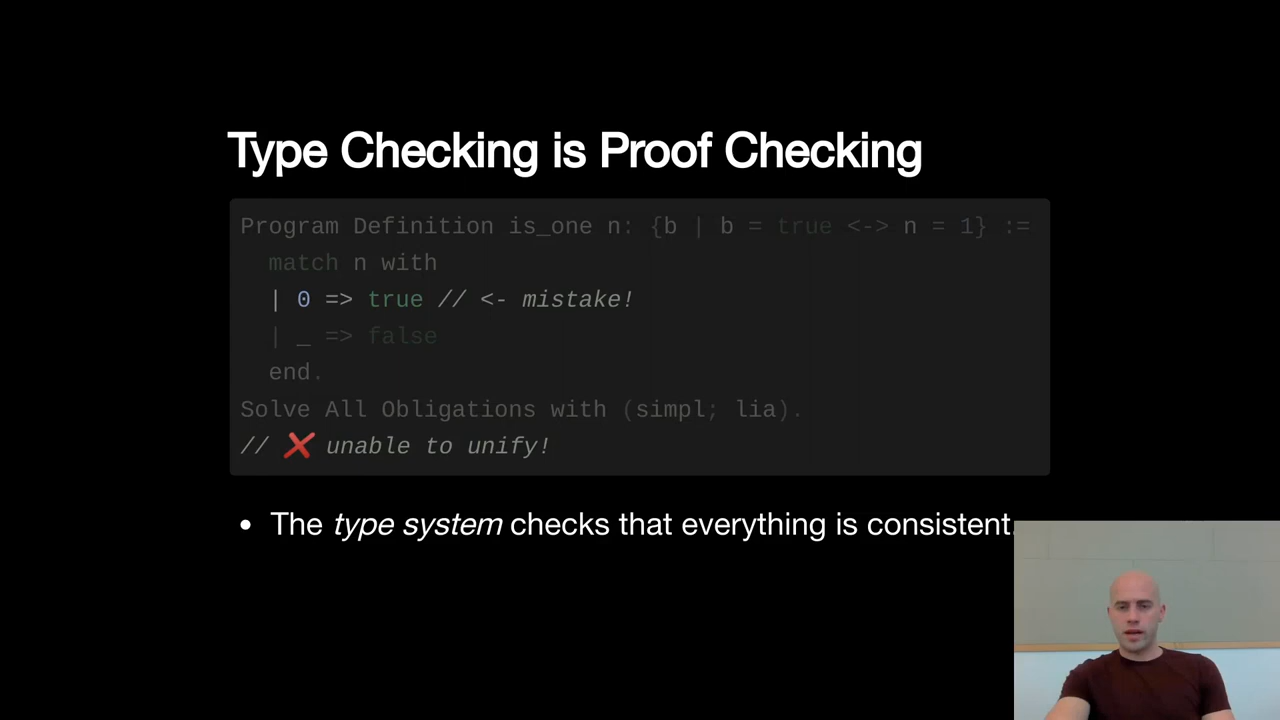 Type Checking is Proof Checking
Program Definition is_one n: {b | b = true <-> n = 1} :=
match n with
| 0 => true // <- mistake!
| _ => false
end.
Solve All Obligations with (simpl; lia).
// ❌ unable to unify!
• The type system checks that everything is consistent.